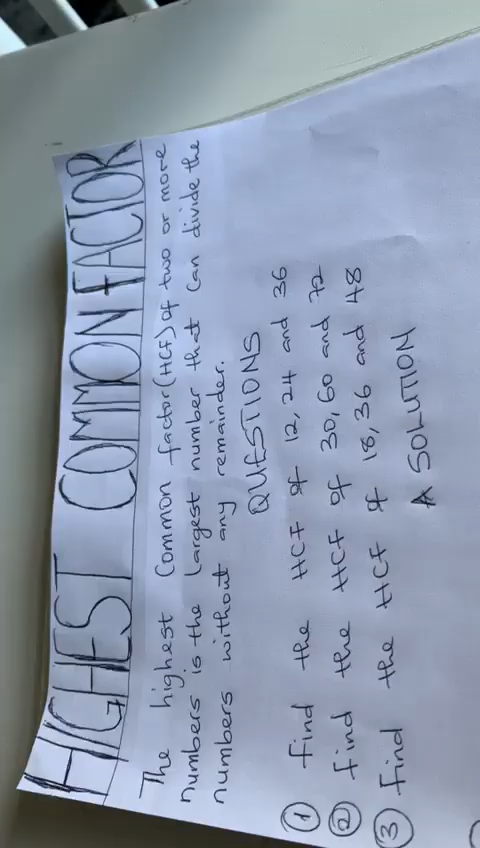 HIGHEST COMMON FACTOR
The highest Common factor (HCF) of two or more
numbers is the largest number that can divide the
numbers without any remainder.
QUESTIONS
① find the HCF of 12, 24 and 36
② find the HCF of 30, 60 and 72
③ find the HCF of 18, 36 and 48
A SOLUTION